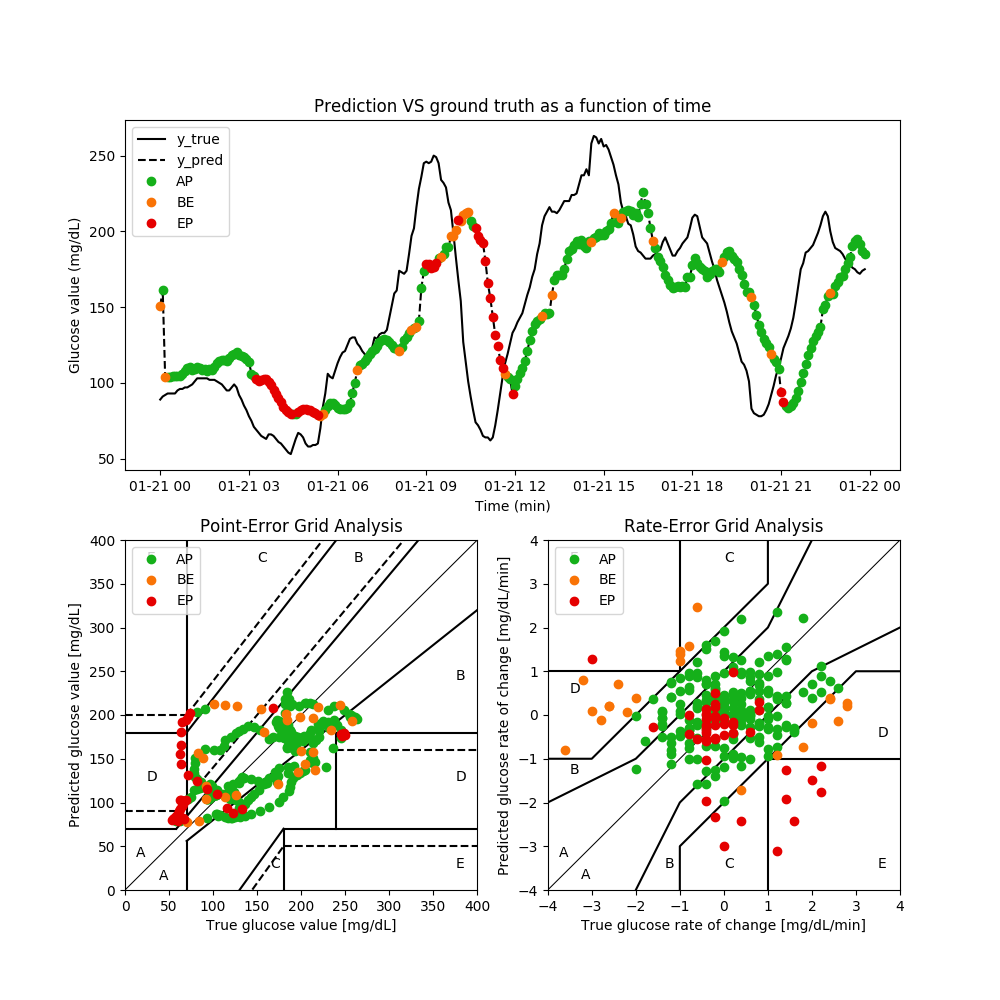 Prediction VS ground truth as a function of time
y_true
y_pred
AP
BE
EP
250
200
150
100
50
Glucose value (mg/dL)
01-21 00 01-21 03 01-21 06 01-21 09 01-21 12 01-21 15 01-21 18 01-21 21 01-22 00
Time (min)
Point-Error Grid Analysis
AP
BE
EP
C
B
B
D
D
A
A
C
E
400
350
300
250
200
150
100
50
0
Predicted glucose value [mg/dL]
0 50 100 150 200 250 300 350 400
True glucose value [mg/dL]
Rate-Error Grid Analysis
AP
BE
EP
C
D
D
B
A
A
B
C
E
4
3
2
1
0
−1
−2
−3
−4
Predicted glucose rate of change [mg/dL/min]
−4 −3 −2 −1 0 1 2 3 4
True glucose rate of change [mg/dL/min]